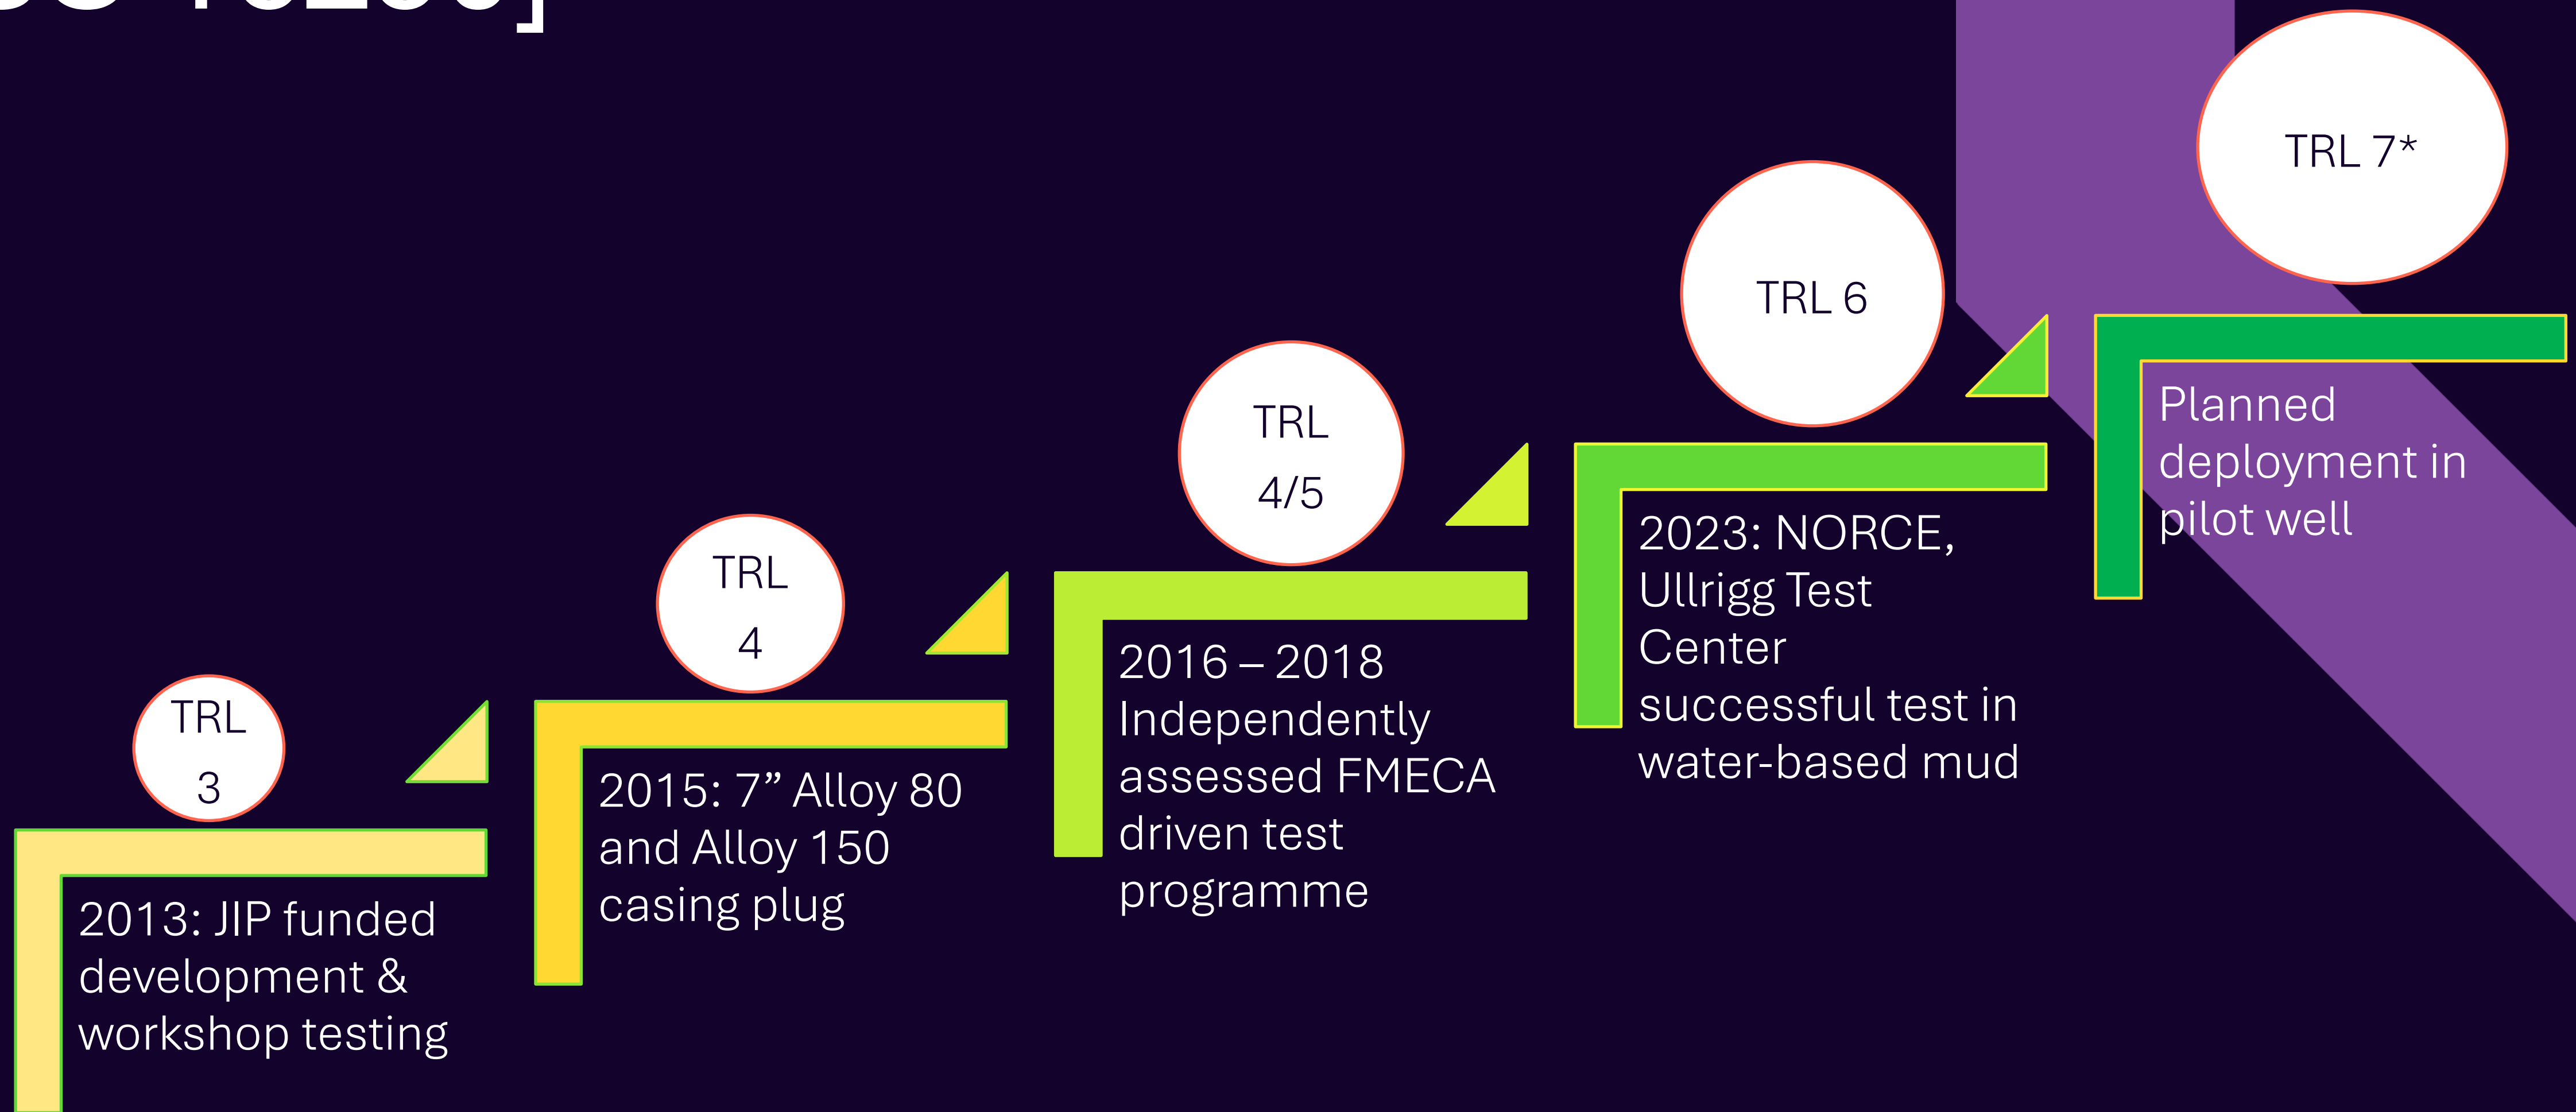 TRL
3
2013: JIP funded
development &
workshop testing
TRL
4
2015: 7” Alloy 80
and Alloy 150
casing plug
TRL
4/5
2016 – 2018
Independently
assessed FMECA
driven test
programme
TRL 6
2023: NORCE,
Ullrigg Test
Center
successful test in
water-based mud
TRL 7*
Planned
deployment in
pilot well